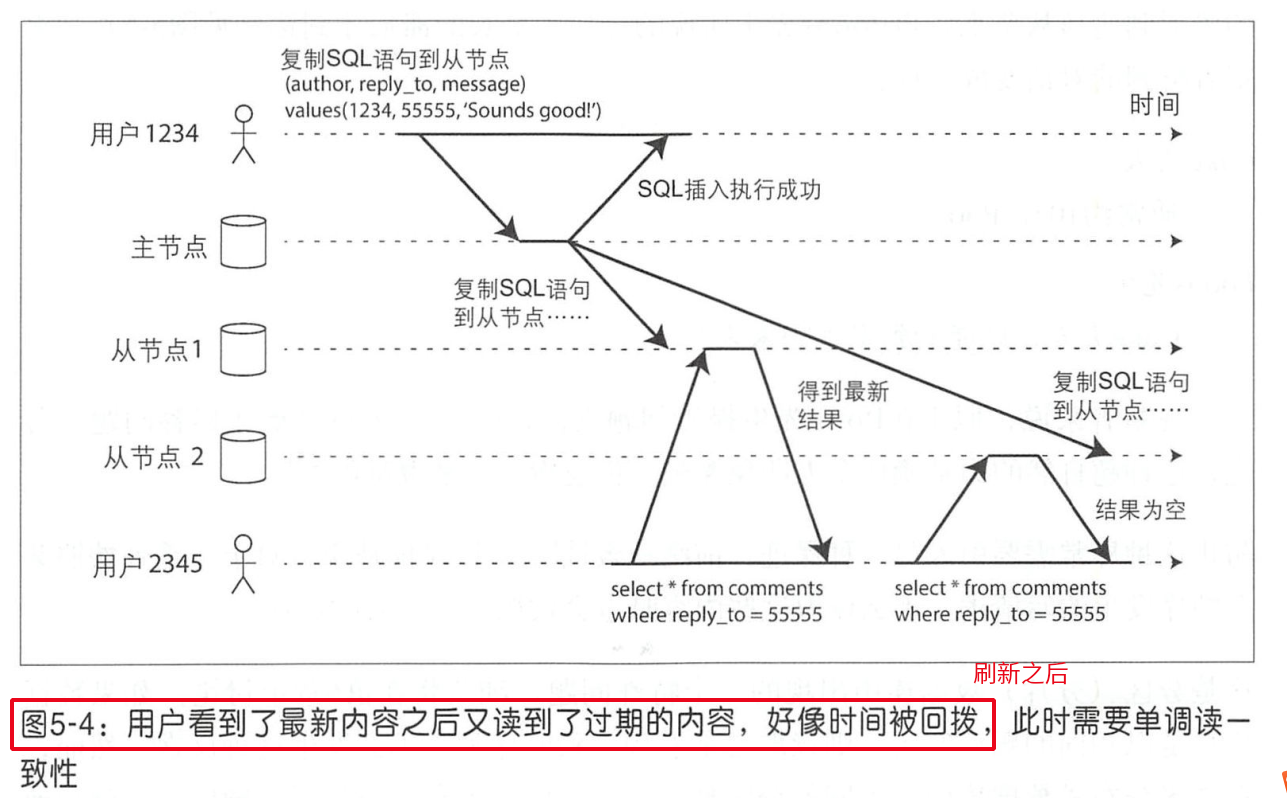 复制SQL语句到从节点
(author, reply_to, message)
values(1234, 55555, ‘Sounds good!’)
时间
用户1234
SQL插入执行成功
主节点
复制SQL语句
到从节点……
从节点1
得到最新
结果
复制SQL语句
到从节点……
从节点 2
结果为空
用户 2345
select * from comments
where reply_to = 55555
select * from comments
where reply_to = 55555
刷新之后
图5-4：用户看到了最新内容之后又读到了过期的内容，好像时间被回拨，此时需要单调读一
致性